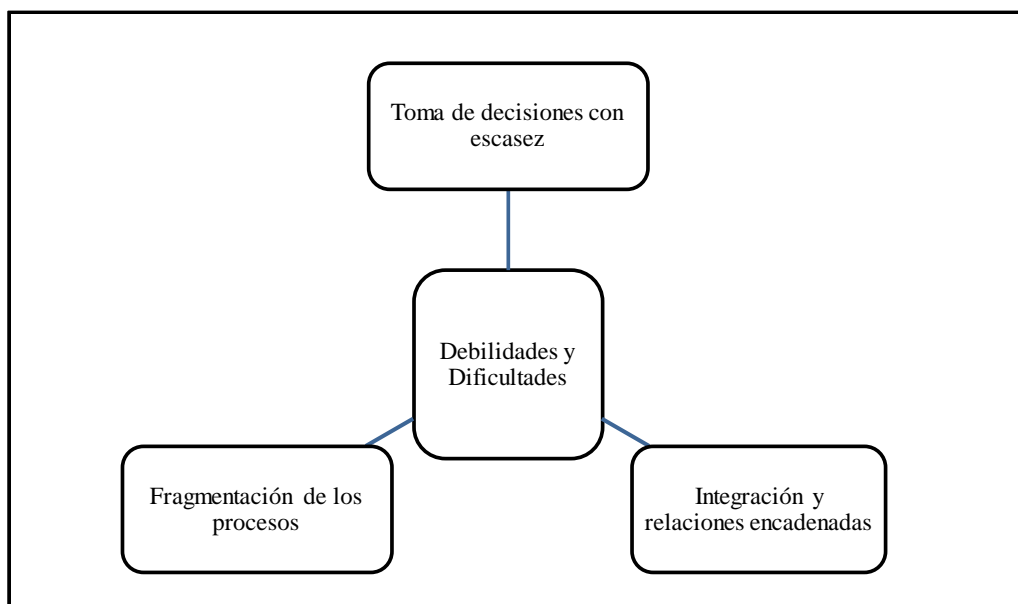 Toma de decisiones con
escasez
Debilidades y
Dificultades
Fragmentación de los
procesos
Integración y
relaciones encadenadas